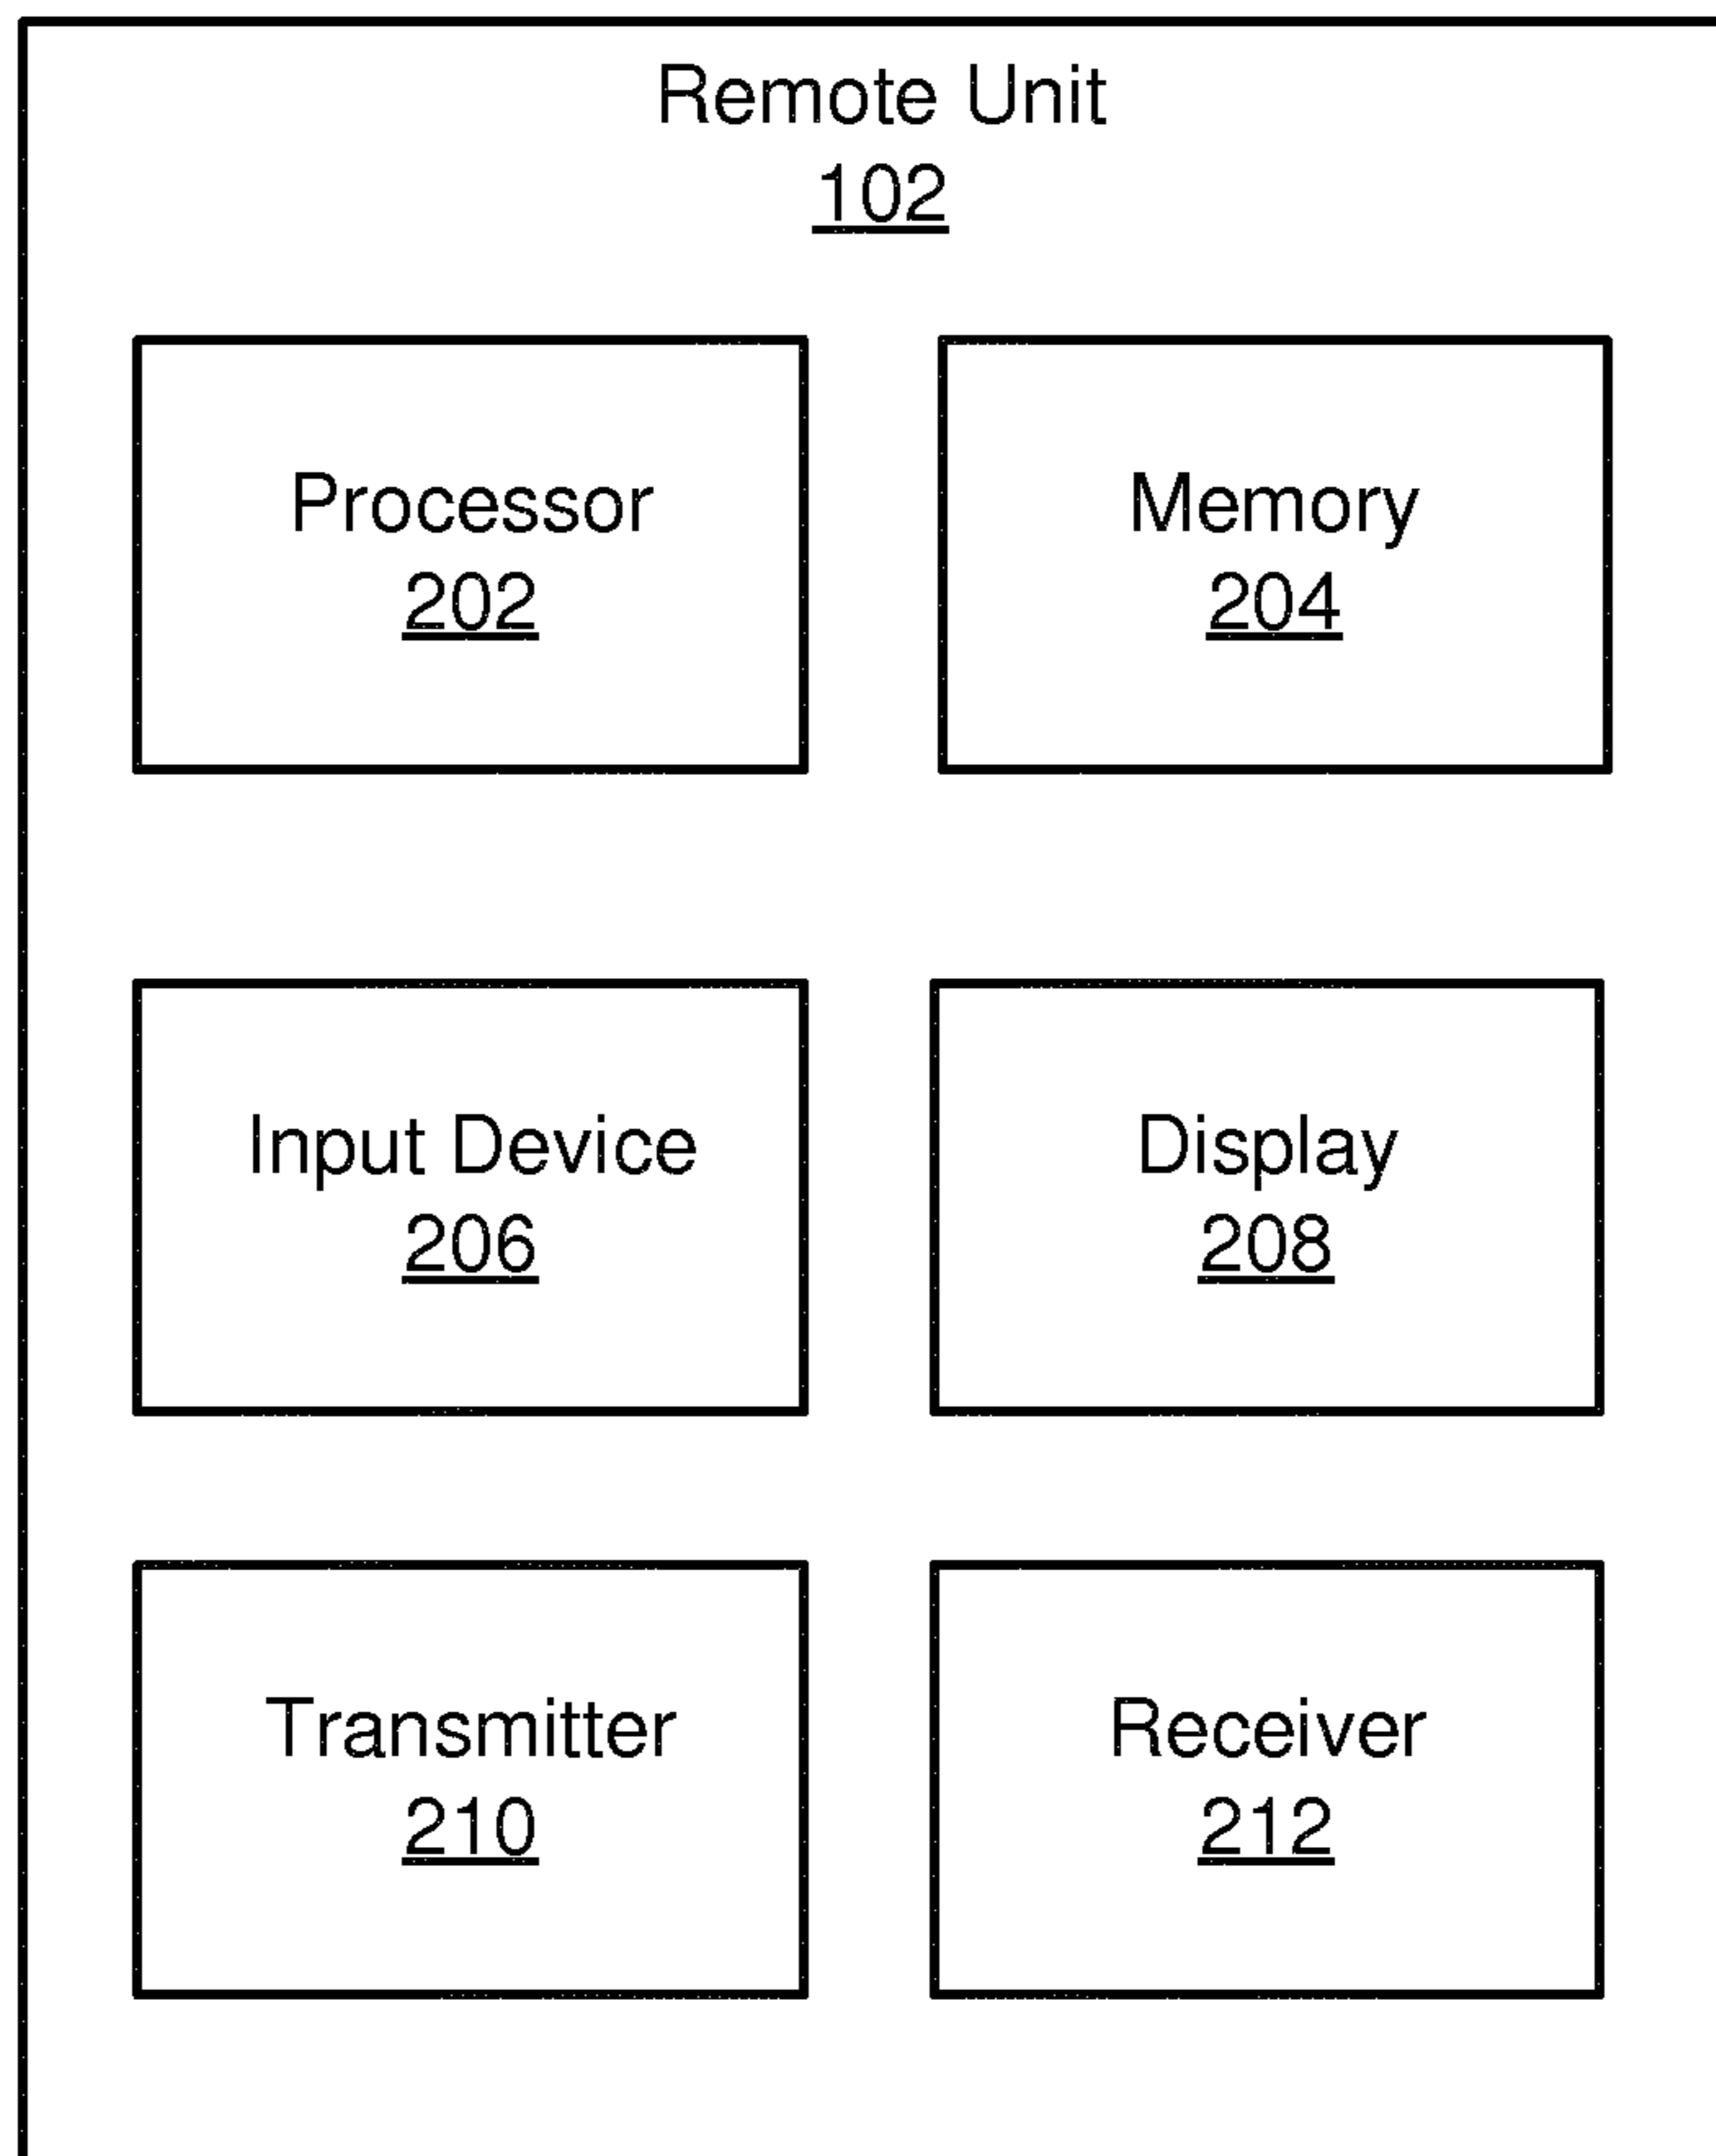 Remote Unit
102
Processor
202
Memory
204
Input Device
206
Display
208
Transmitter
210
Receiver
212